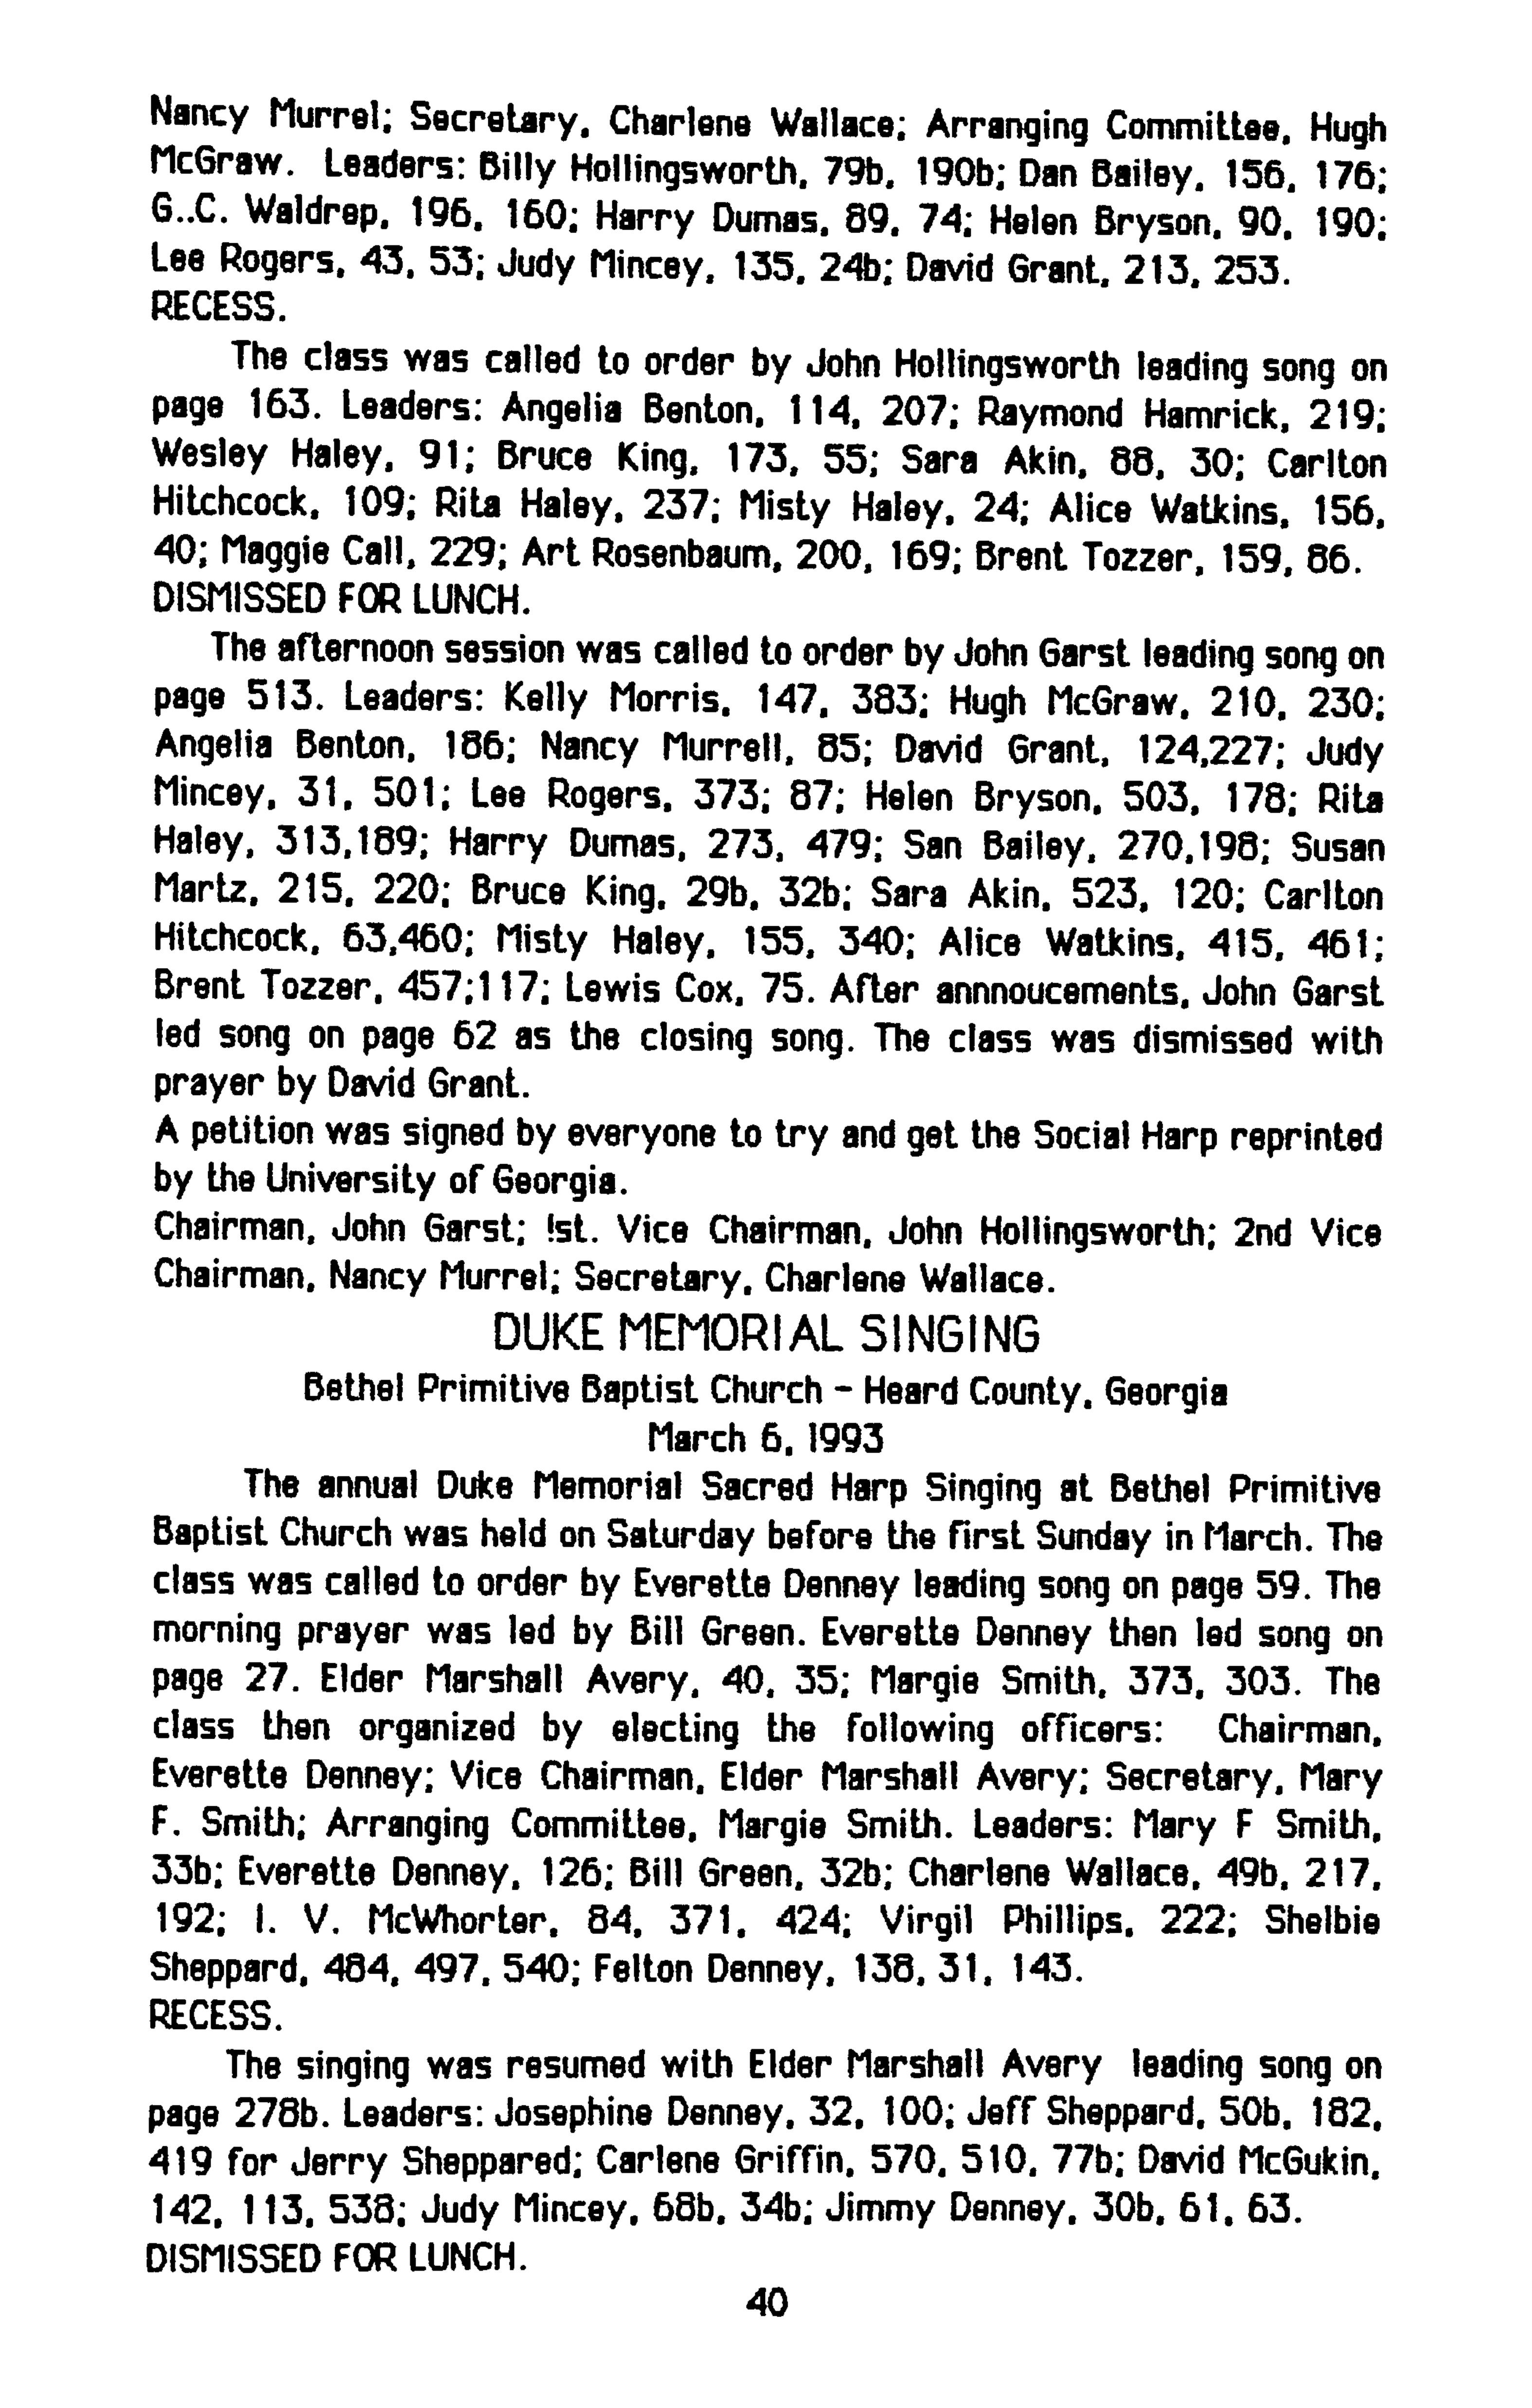 Nancy Murrel; Secretary, Charlene Wallace; Arranging Committee, Hugh
McGraw. Leaders: Billy Hollingsworth, 79b, 190b; Dan Bailey, 156, 176;
G..C. Waldrep, 196, 160; Harry Dumas, 89, 74; Helen Bryson, 90, 190;
Lee Rogers, 43, 53; Judy Mincey, 135, 24b; David Grant, 213, 253.
RECESS.
The class was called to order by John Hollingsworth leading song on
page 163. Leaders: Angelia Benton, 114, 207; Raymond Hamrick, 219;
Wesley Haley, 91; Bruce King, 173, 55; Sara Akin, 88, 30; Carlton
Hitchcock, 109; Rita Haley, 237; Misty Haley, 24; Alice Watkins, 156,
40; Maggie Call, 229; Art Rosenbaum, 200, 169; Brent Tozzer, 159, 86.
DISMISSED FOR LUNCH.
The afternoon session was called to order by John Garst leading song on
page 513. Leaders: Kelly Morris, 147, 383; Hugh McGraw, 210, 230;
Angelia Benton, 186; Nancy Murrell, 85; David Grant, 124,227; Judy
Mincey, 31, 501; Lee Rogers, 373; 87; Helen Bryson, 503, 178; Rita
Haley, 313,189; Harry Dumas, 273, 479; San Bailey, 270,198; Susan
Martz, 215, 220; Bruce King, 29b, 32b; Sara Akin, 523, 120; Carlton
Hitchcock, 63,460; Misty Haley, 155, 340; Alice Watkins, 415, 461;
Brent Tozzer, 457;117; Lewis Cox, 75. After annnnoucements, John Garst
led song on page 62 as the closing song. The class was dismissed with
prayer by David Grant.
A petition was signed by everyone to try and get the Social Harp reprinted
by the University of Georgia.
Chairman, John Garst; !st. Vice Chairman, John Hollingsworth; 2nd Vice
Chairman, Nancy Murrel; Secretary, Charlene Wallace.
DUKE MEMORIAL SINGING
Bethel Primitive Baptist Church - Heard County, Georgia
March 6, 1993
The annual Duke Memorial Sacred Harp Singing at Bethel Primitive
Baptist Church was held on Saturday before the first Sunday in March. The
class was called to order by Everette Denney leading song on page 59. The
morning prayer was led by Bill Green. Everette Denney then led song on
page 27. Elder Marshall Avery, 40, 35; Margie Smith, 373, 303. The
class then organized by electing the following officers: Chairman,
Everette Denney; Vice Chairman, Elder Marshall Avery; Secretary, Mary
F. Smith; Arranging Committee, Margie Smith. Leaders: Mary F Smith,
33b; Everette Denney, 126; Bill Green, 32b; Charlene Wallace, 49b, 217,
192; I. V. McWhorter, 84, 371, 424; Virgil Phillips, 222; Shelbie
Sheppard, 484, 497, 540; Felton Denney, 138, 31, 143.
RECESS.
The singing was resumed with Elder Marshall Avery leading song on
page 278b. Leaders: Josephine Denney, 32, 100; Jeff Sheppard, 50b, 182,
419 for Jerry Sheppared; Carlene Griffin, 570, 510, 77b; David McGukin,
142, 113, 538; Judy Mincey, 68b, 34b; Jimmy Denney, 30b, 61, 63.
DISMISSED FOR LUNCH.
40